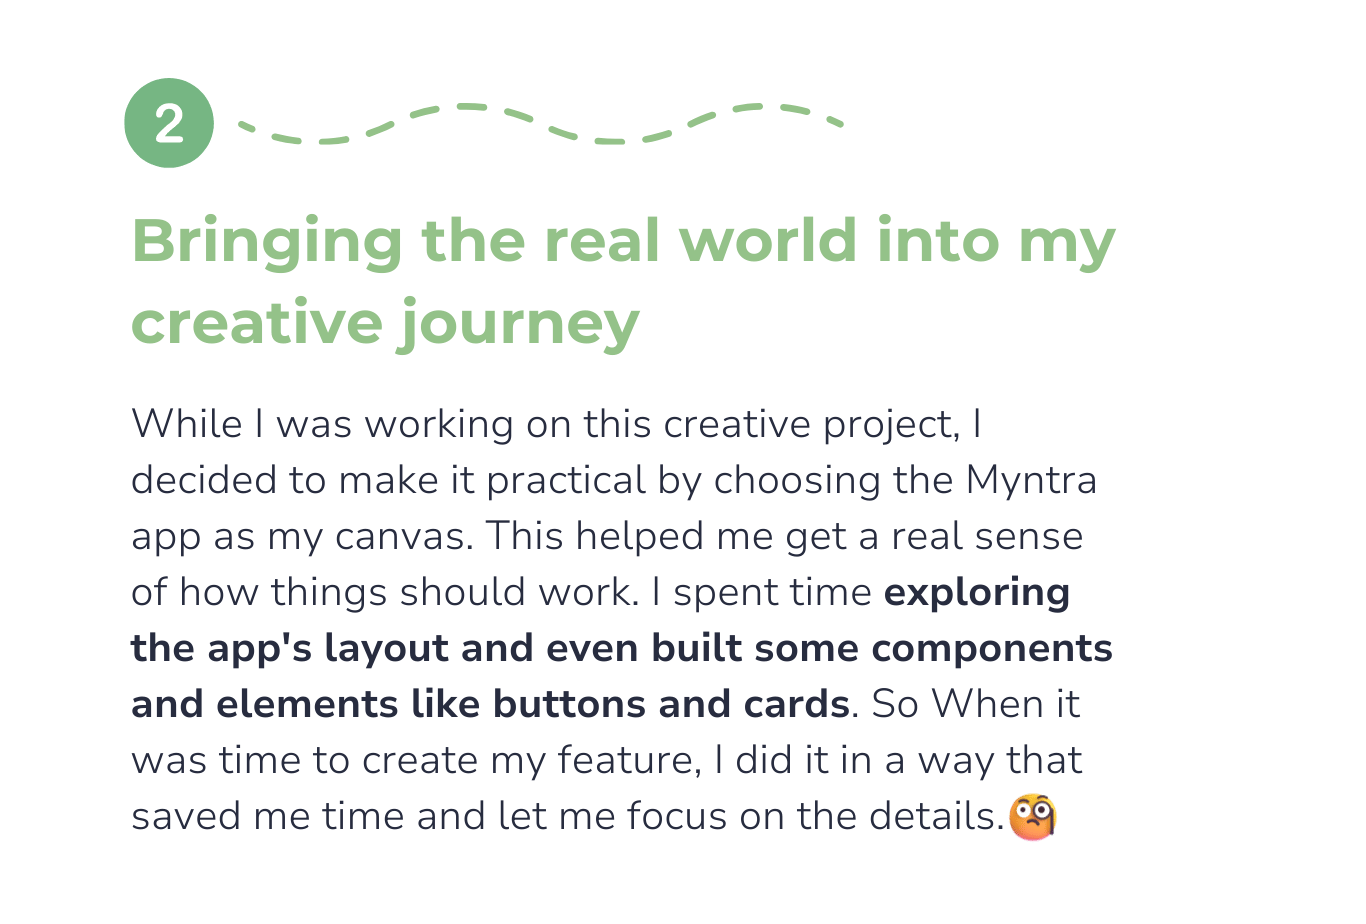 2
Bringing the real world into my
creative journey
While I was working on this creative project, I
decided to make it practical by choosing the Myntra
app as my canvas. This helped me get a real sense
of how things should work. I spent time exploring
the app's layout and even built some components
and elements like buttons and cards. So When it
was time to create my feature, I did it in a way that
saved me time and let me focus on the details.🧐